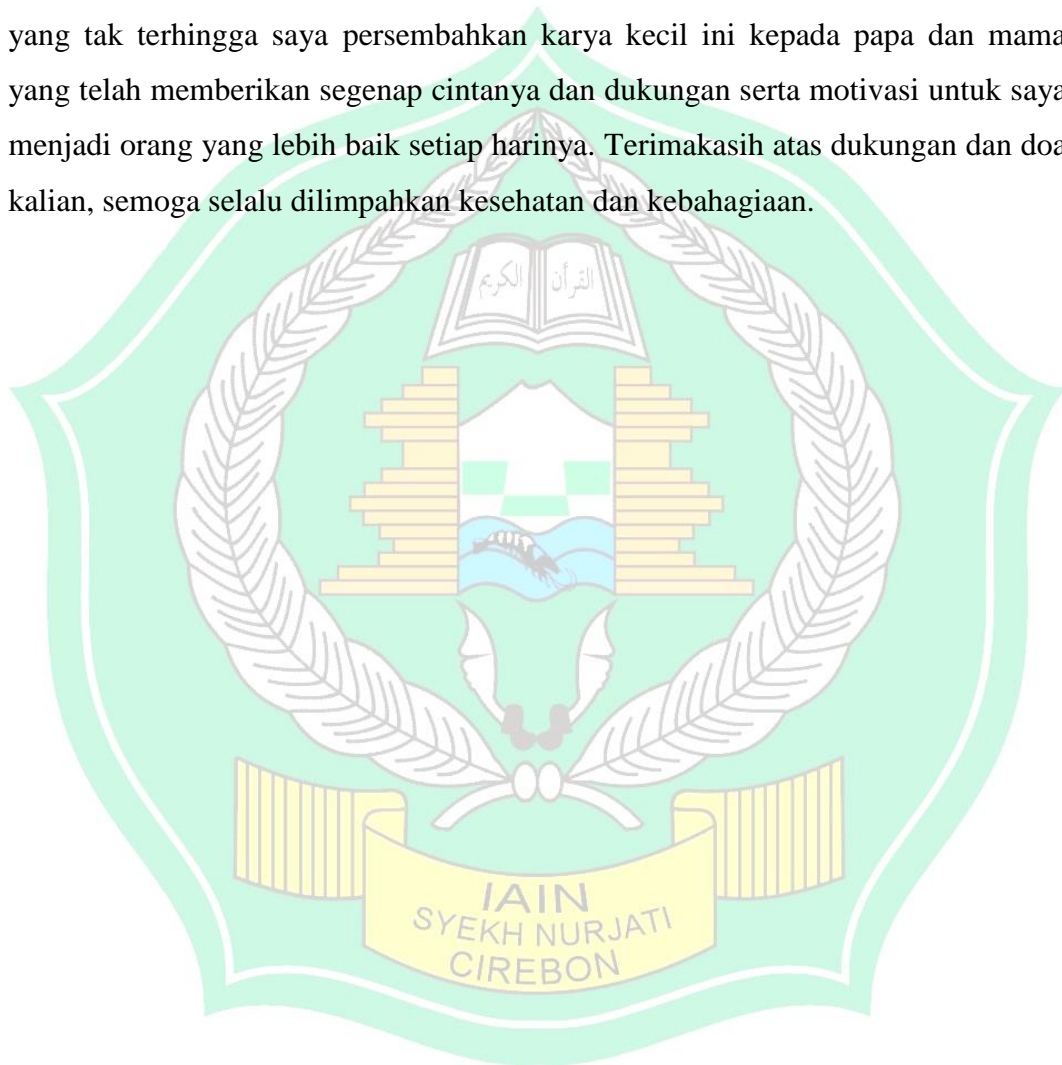 yang tak terhingga saya persembahkan karya kecil ini kepada papa dan mama
yang telah memberikan segenap cintanya dan dukungan serta motivasi untuk saya
menjadi orang yang lebih baik setiap harinya. Terimakasih atas dukungan dan doa
kalian, semoga selalu dilimpahkan kesehatan dan kebahagiaan.
القرأن الكريم
IAIN
SYEKH NURJATI
CIREBON